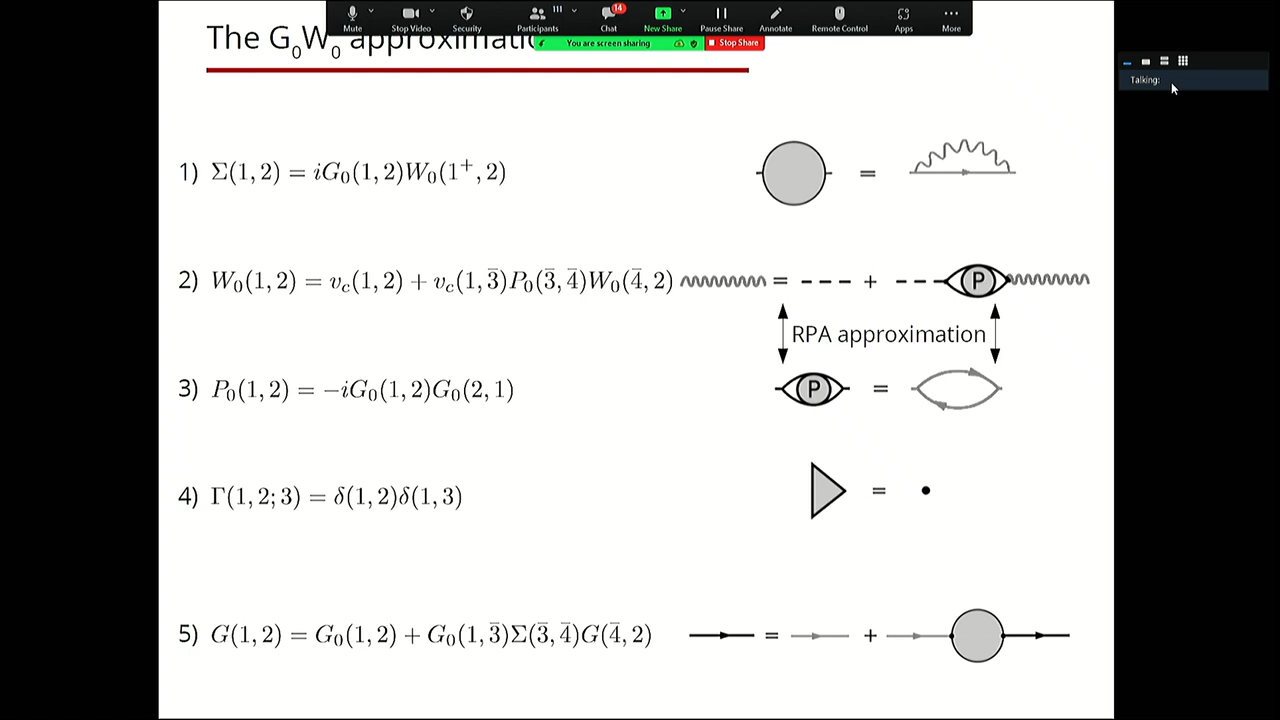 Mute Stop Video Security Participants Chat 14 New Share Pause Share Annotate Remote Control Apps More
You are screen sharing Stop Share
The G₀W₀ approximati
Talking:
1) Σ(1, 2) = iG₀(1, 2)W₀(1⁺, 2) =
2) W₀(1, 2) = v_c(1, 2) + v_c(1, 3̄)P₀(3̄, 4̄)W₀(4̄, 2) = + P
RPA approximation
3) P₀(1, 2) = −iG₀(1, 2)G₀(2, 1) P =
4) Γ(1, 2; 3) = δ(1, 2)δ(1, 3) =
5) G(1, 2) = G₀(1, 2) + G₀(1, 3̄)Σ(3̄, 4̄)G(4̄, 2) = +